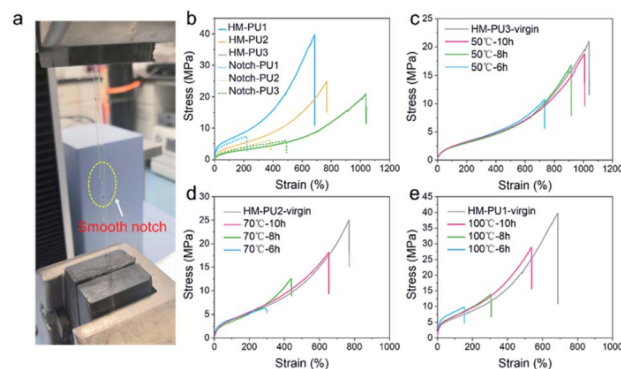 a
Smooth notch
b
HM-PU1
HM-PU2
HM-PU3
Notch-PU1
Notch-PU2
Notch-PU3
Stress (MPa)
40
30
20
10
0
0 200 400 600 800 1000 1200
Strain (%)
c
HM-PU3-virgin
50℃-10h
50℃-8h
50℃-6h
Stress (MPa)
25
20
15
10
5
0
0 200 400 600 800 1000 1200
Strain (%)
d
HM-PU2-virgin
70℃-10h
70℃-8h
70℃-6h
Stress (MPa)
25
20
15
10
5
0
0 200 400 600 800 1000
Strain (%)
e
HM-PU1-virgin
100℃-10h
100℃-8h
100℃-6h
Stress (MPa)
45
40
35
30
25
20
15
10
5
0
0 200 400 600 800 1000
Strain (%)